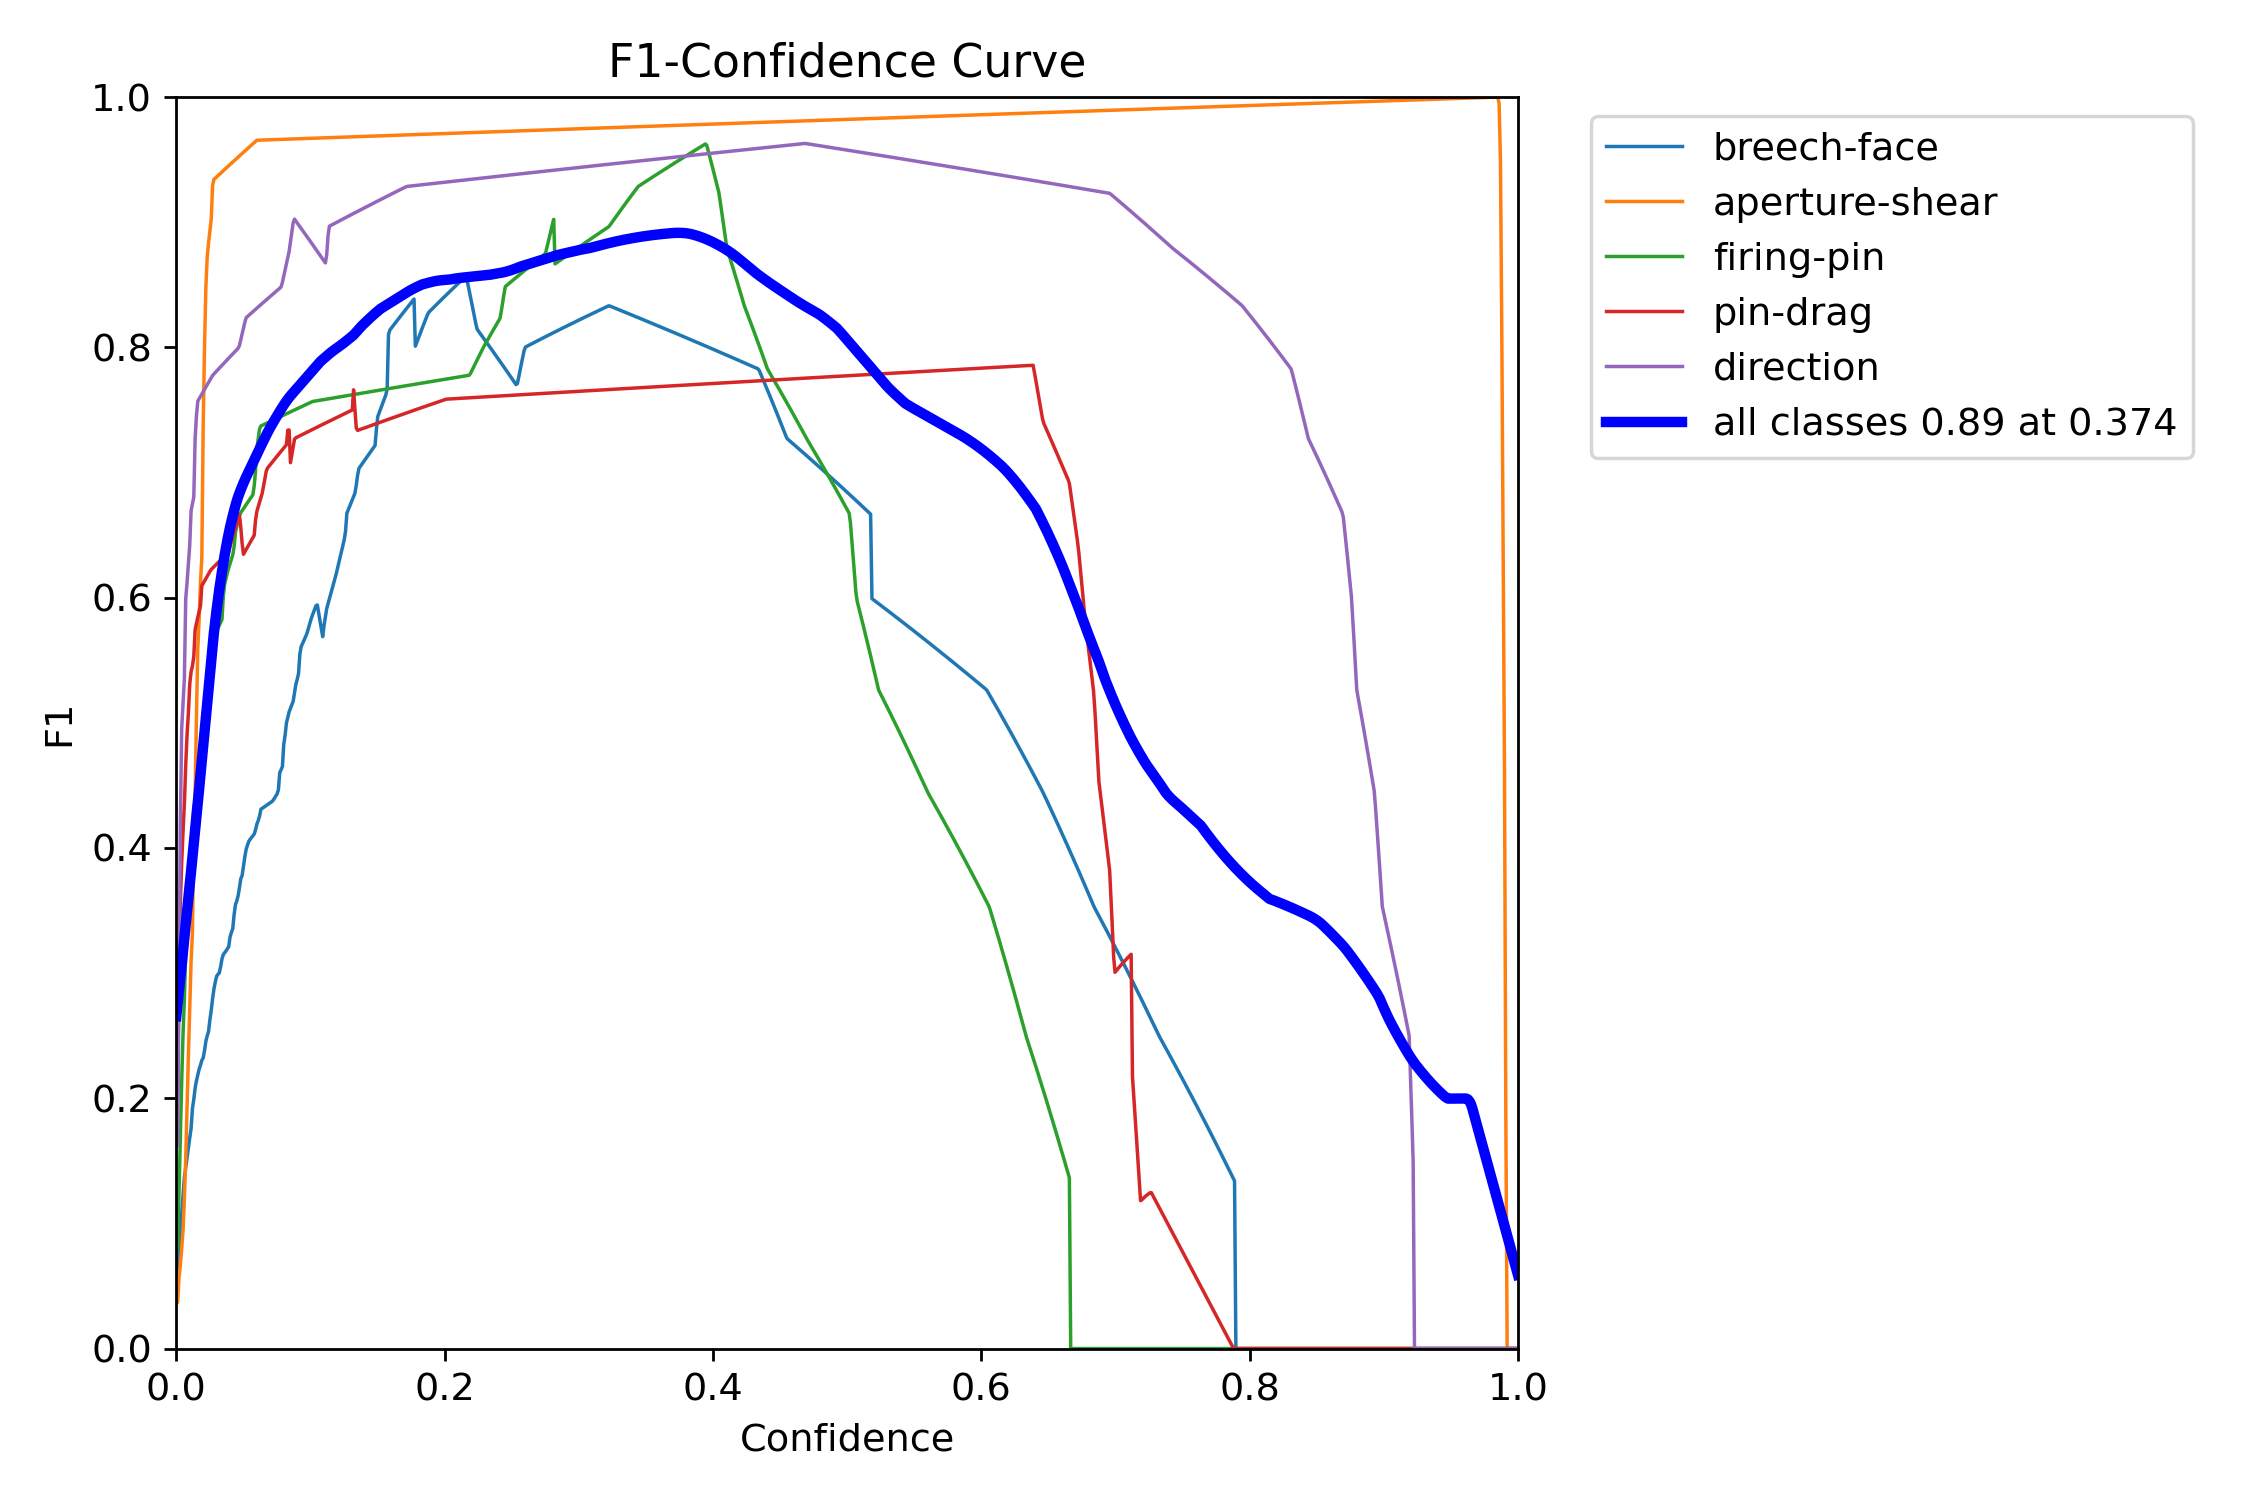 F1-Confidence Curve
1.0
0.8
0.6
0.4
0.2
0.0
F1
0.0 0.2 0.4 0.6 0.8 1.0
Confidence
breech-face
aperture-shear
firing-pin
pin-drag
direction
all classes 0.89 at 0.374